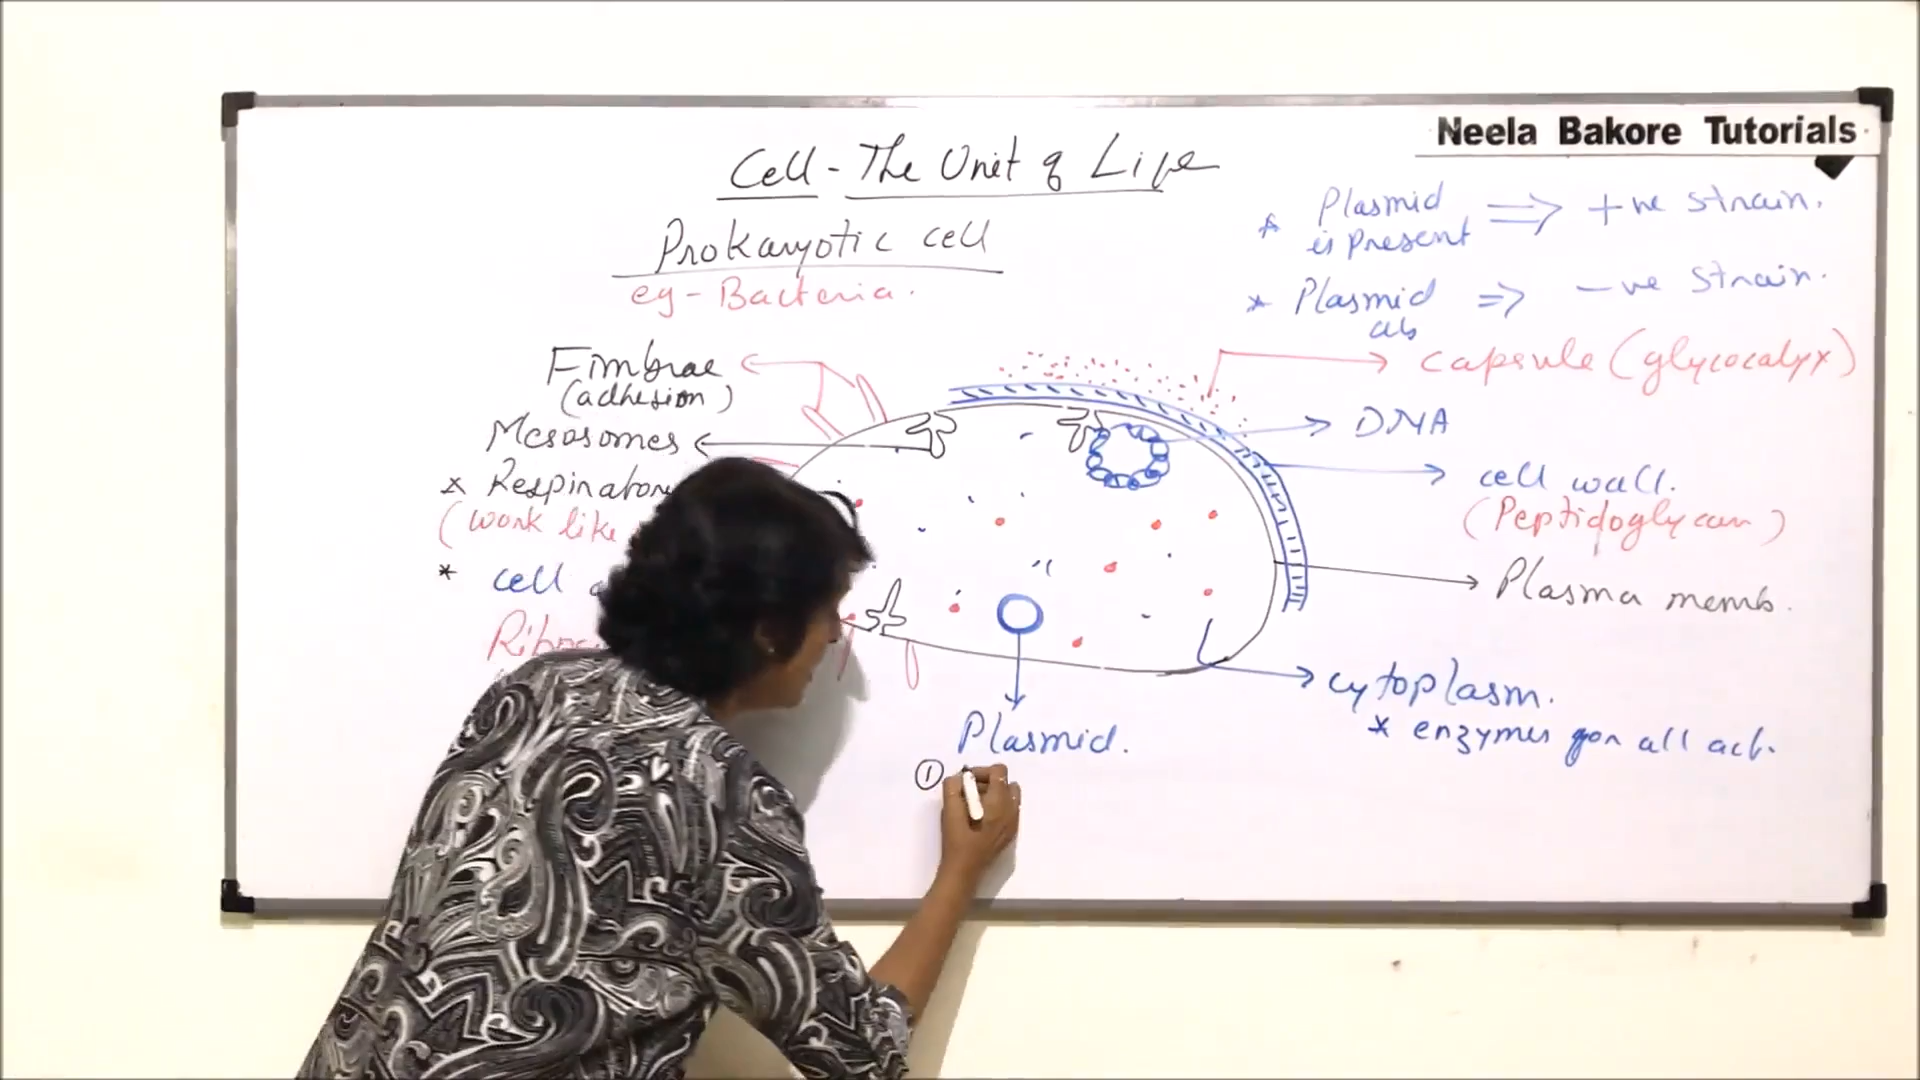 Neela Bakore Tutorials
Cell - The Unit of Life
Prokaryotic cell
eg - Bacteria.
* Plasmid is present ⇒ +ve strain.
* Plasmid ab ⇒ -ve strain.
Fimbrae
(adhesion)
Mesosomes
* Respiratory
(work like
* cell
capsule (glycocalyx)
DNA
cell wall.
(Peptidoglycan)
Plasma memb.
cytoplasm.
* enzymes for all act.
Plasmid.
①